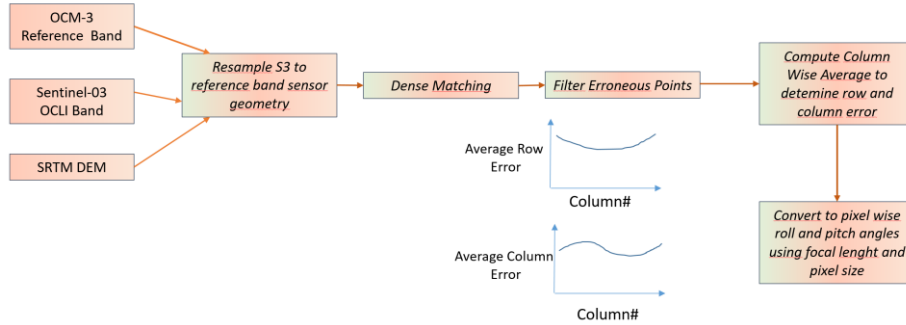 OCM-3
Reference Band
Sentinel-03
OCLI Band
SRTM DEM
Resample S3 to
reference band sensor
geometry
Dense Matching
Filter Erroneous Points
Compute Column
Wise Average to
detemine row and
column error
Average Row
Error
Column#
Average Column
Error
Column#
Convert to pixel wise
roll and pitch angles
using focal lenght and
pixel size